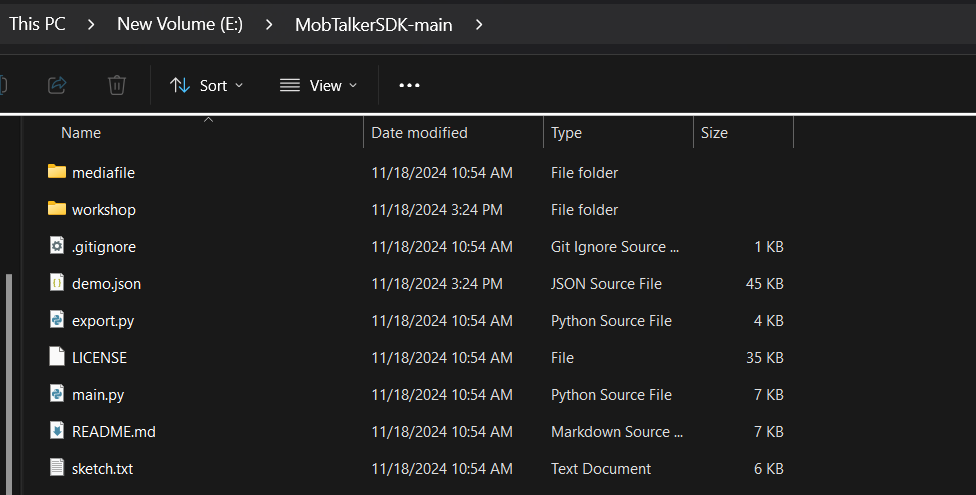 This PC > New Volume (E:) > MobTalkerSDK-main >
Sort View
Name Date modified Type Size
mediafile 11/18/2024 10:54 AM File folder
workshop 11/18/2024 3:24 PM File folder
.gitignore 11/18/2024 10:54 AM Git Ignore Source ... 1 KB
demo.json 11/18/2024 3:24 PM JSON Source File 45 KB
export.py 11/18/2024 10:54 AM Python Source File 4 KB
LICENSE 11/18/2024 10:54 AM File 35 KB
main.py 11/18/2024 10:54 AM Python Source File 7 KB
README.md 11/18/2024 10:54 AM Markdown Source ... 7 KB
sketch.txt 11/18/2024 10:54 AM Text Document 6 KB